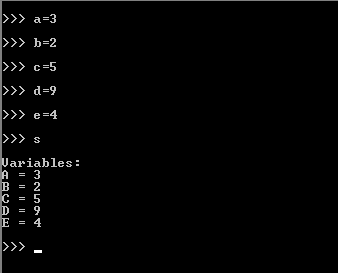 >>> a=3
>>> b=2
>>> c=5
>>> d=9
>>> e=4
>>> s
Variables:
A = 3
B = 2
C = 5
D = 9
E = 4
>>> _